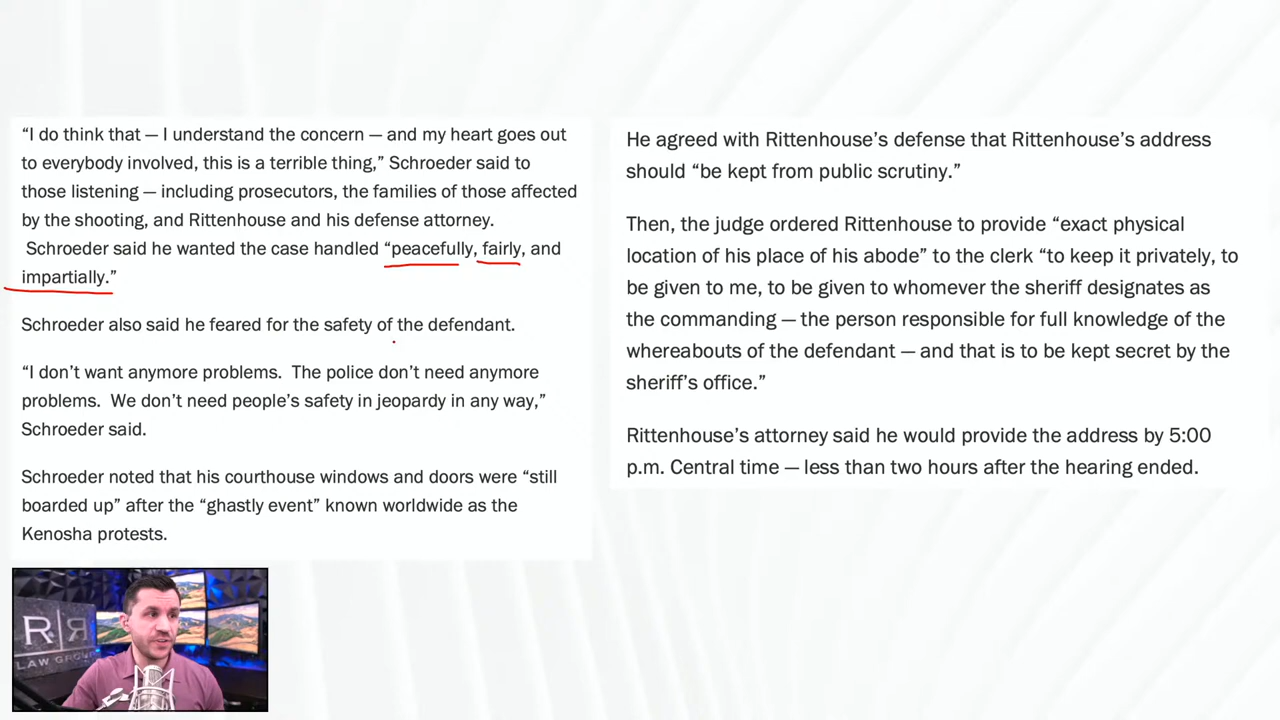 “I do think that — I understand the concern — and my heart goes out
to everybody involved, this is a terrible thing,” Schroeder said to
those listening — including prosecutors, the families of those affected
by the shooting, and Rittenhouse and his defense attorney.
Schroeder said he wanted the case handled “peacefully, fairly, and
impartially.”
Schroeder also said he feared for the safety of the defendant.
“I don’t want anymore problems.  The police don’t need anymore
problems.  We don’t need people’s safety in jeopardy in any way,”
Schroeder said.
Schroeder noted that his courthouse windows and doors were “still
boarded up” after the “ghastly event” known worldwide as the
Kenosha protests.
He agreed with Rittenhouse’s defense that Rittenhouse’s address
should “be kept from public scrutiny.”
Then, the judge ordered Rittenhouse to provide “exact physical
location of his place of his abode” to the clerk “to keep it privately, to
be given to me, to be given to whomever the sheriff designates as
the commanding — the person responsible for full knowledge of the
whereabouts of the defendant — and that is to be kept secret by the
sheriff’s office.”
Rittenhouse’s attorney said he would provide the address by 5:00
p.m. Central time — less than two hours after the hearing ended.
R|R
LAW GROU